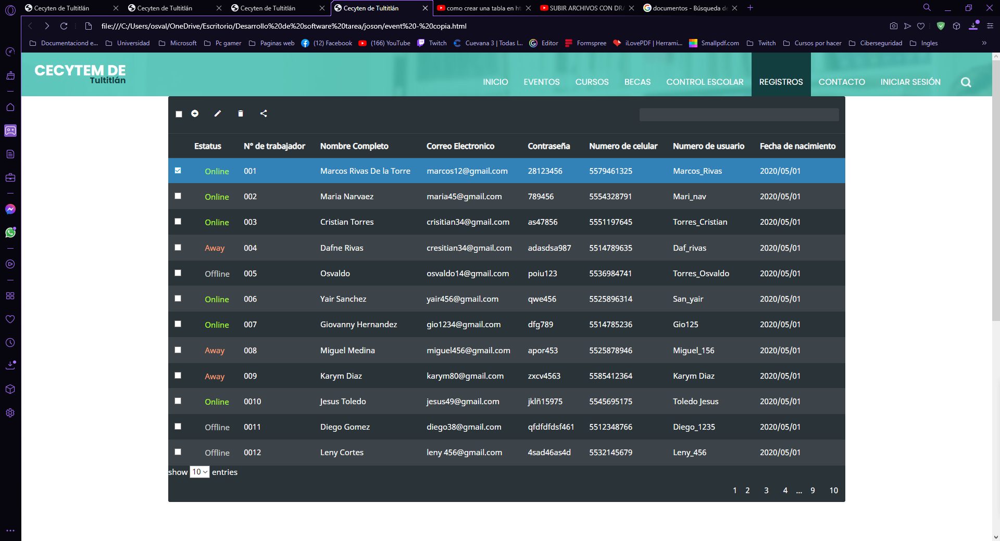 Cecyten de Tultitlán
Cecyten de Tultitlán
Cecyten de Tultitlán
Cecyten de Tultitlán
como crear una tabla en ht
SUBIR ARCHIVOS CON DRA
documentos - Búsqueda de
file:///C:/Users/osval/OneDrive/Escritorio/Desarrollo%20de%20software%20tarea/joson/event%20-%20copia.html
Documentaciond e... Universidad Microsoft Pc gamer Paginas web (12) Facebook (166) YouTube Twitch Cuevana 3 | Todas l... Editor Formspree iLovePDF | Herrami... Smallpdf.com Twitch Cursos por hacer Ciberseguridad Ingles »
CECYTEM DE
Tultitlán
INICIO EVENTOS CURSOS BECAS CONTROL ESCOLAR REGISTROS CONTACTO INICIAR SESIÓN
Estatus N° de trabajador Nombre Completo Correo Electronico Contraseña Numero de celular Numero de usuario Fecha de nacimiento
Online 001 Marcos Rivas De la Torre marcos12@gmail.com 28123456 5579461325 Marcos_Rivas 2020/05/01
Online 002 Maria Narvaez maria45@gmail.com 789456 5554328791 Mari_nav 2020/05/01
Online 003 Cristian Torres crisitian34@gmail.com as47856 5551197645 Torres_Cristian 2020/05/01
Away 004 Dafne Rivas cresitian34@gmail.com adasdsa987 5514789635 Daf_rivas 2020/05/01
Offline 005 Osvaldo osvaldo14@gmail.com poiu123 5536984741 Torres_Osvaldo 2020/05/01
Online 006 Yair Sanchez yair456@gmail.com qwe456 5525896314 San_yair 2020/05/01
Online 007 Giovanny Hernandez gio1234@gmail.com dfg789 5514785236 Gio125 2020/05/01
Away 008 Miguel Medina miguel456@gmail.com apor453 5525878946 Miguel_156 2020/05/01
Away 009 Karym Diaz karym80@gmail.com zxcv4563 5585412364 Karym Diaz 2020/05/01
Online 0010 Jesus Toledo jesus49@gmail.com jklñ15975 5545695175 Toledo Jesus 2020/05/01
Offline 0011 Diego Gomez diego38@gmail.com qfdfdfdsf461 5512348766 Diego_1235 2020/05/01
Offline 0012 Leny Cortes leny 456@gmail.com 4sad46as4d 5532145679 Leny_456 2020/05/01
show 10 entries
1 2 3 4 ... 9 10